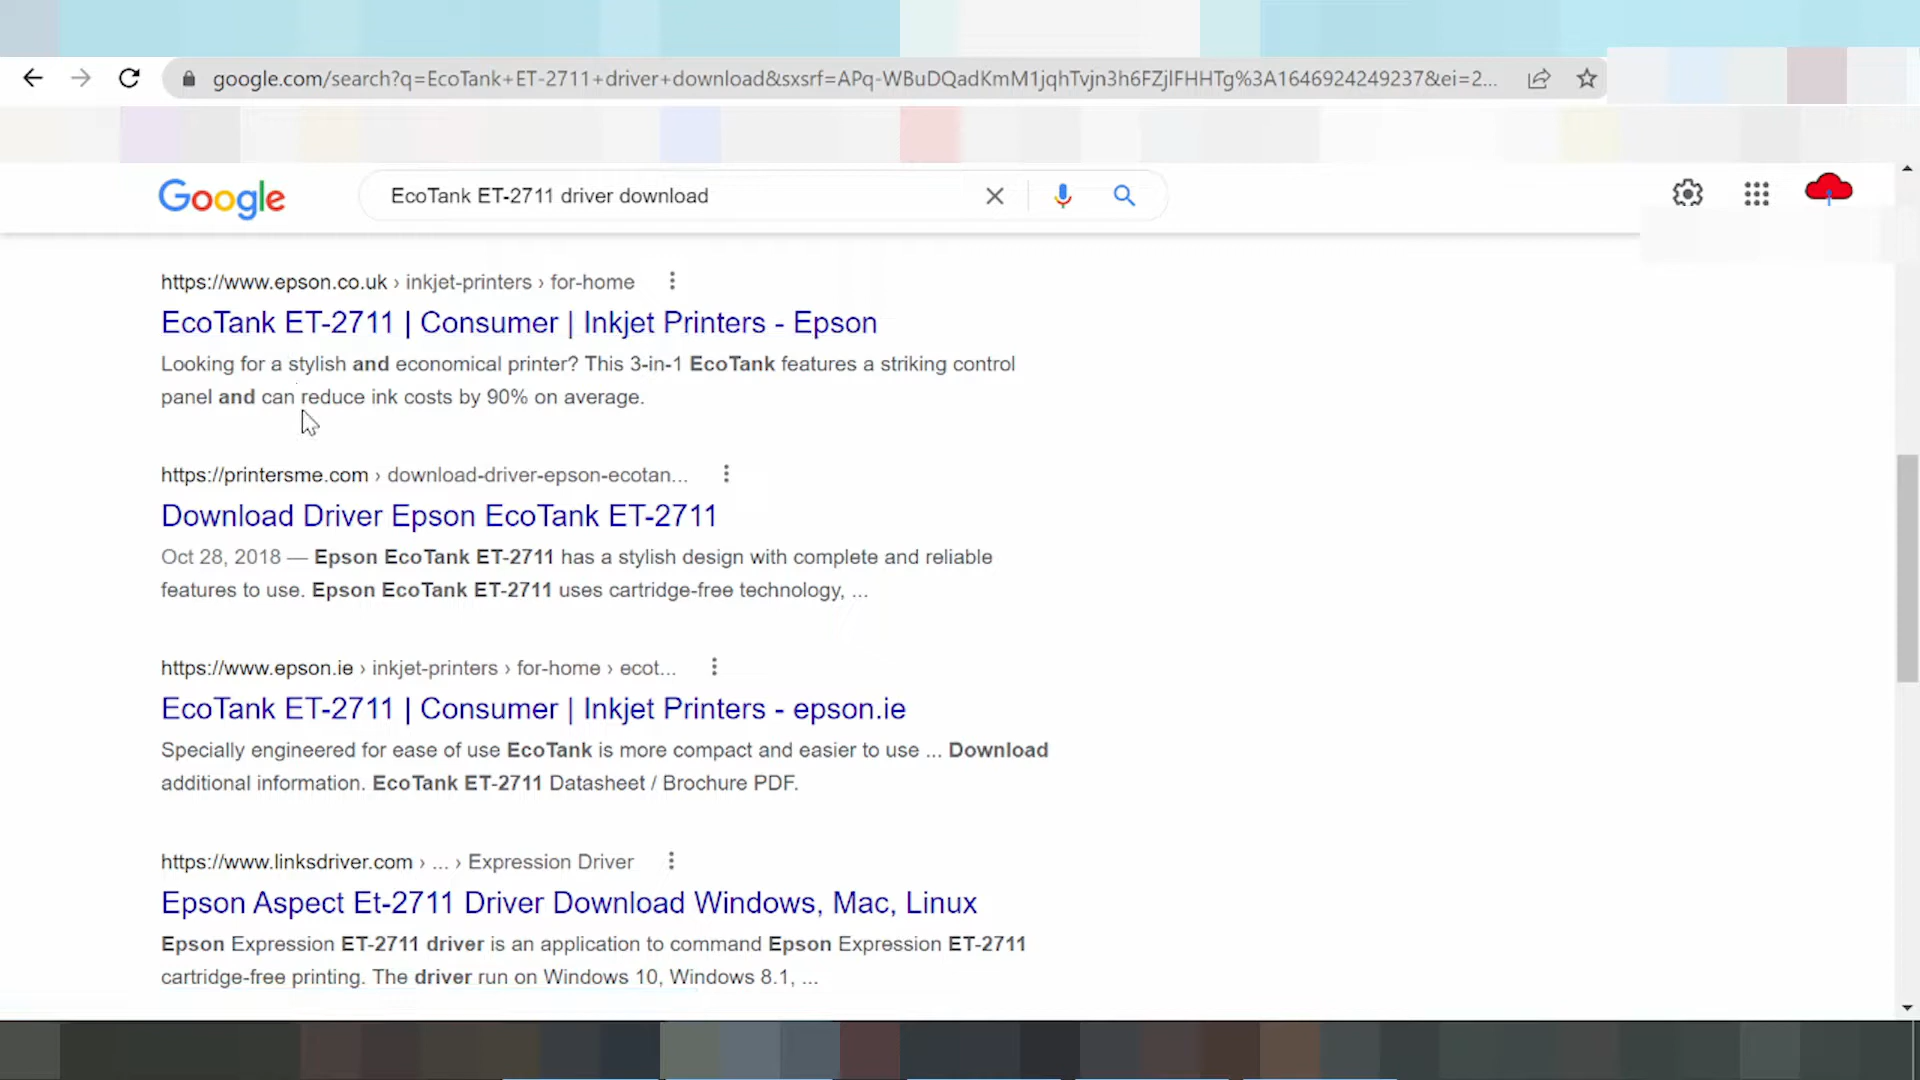 google.com/search?q=EcoTank+ET-2711+driver+download&sxsrf=APq-WBuDQadKmM1jqhTvjn3h6FZjlFHHTg%3A1646924249237&ei=2...
Google
EcoTank ET-2711 driver download
https://www.epson.co.uk › inkjet-printers › for-home
EcoTank ET-2711 | Consumer | Inkjet Printers - Epson
Looking for a stylish and economical printer? This 3-in-1 EcoTank features a striking control
panel and can reduce ink costs by 90% on average.
https://printersme.com › download-driver-epson-ecotan...
Download Driver Epson EcoTank ET-2711
Oct 28, 2018 — Epson EcoTank ET-2711 has a stylish design with complete and reliable
features to use. Epson EcoTank ET-2711 uses cartridge-free technology, ...
https://www.epson.ie › inkjet-printers › for-home › ecot...
EcoTank ET-2711 | Consumer | Inkjet Printers - epson.ie
Specially engineered for ease of use EcoTank is more compact and easier to use ... Download
additional information. EcoTank ET-2711 Datasheet / Brochure PDF.
https://www.linksdriver.com › ... › Expression Driver
Epson Aspect Et-2711 Driver Download Windows, Mac, Linux
Epson Expression ET-2711 driver is an application to command Epson Expression ET-2711
cartridge-free printing. The driver run on Windows 10, Windows 8.1, ...